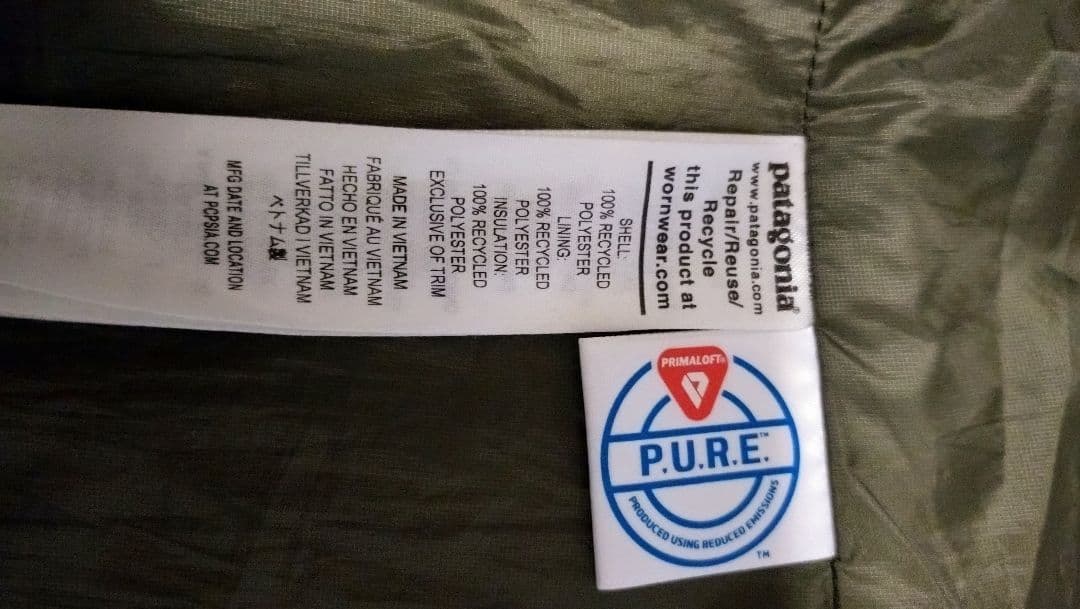 patagonia®
www.patagonia.com
Repair/Reuse/
Recycle
this product at
wornwear.com
SHELL:
100% RECYCLED
POLYESTER
LINING:
100% RECYCLED
POLYESTER
INSULATION:
100% RECYCLED
POLYESTER
EXCLUSIVE OF TRIM
MADE IN VIETNAM
FABRIQUÉ AU VIETNAM
HECHO EN VIETNAM
FATTO IN VIETNAM
TILLVERKAD I VIETNAM
ベトナム製
MFG DATE AND LOCATION
AT PCPSIA.COM
PRIMALOFT®
P.U.R.E.™
PRODUCED USING REDUCED EMISSIONS
TM